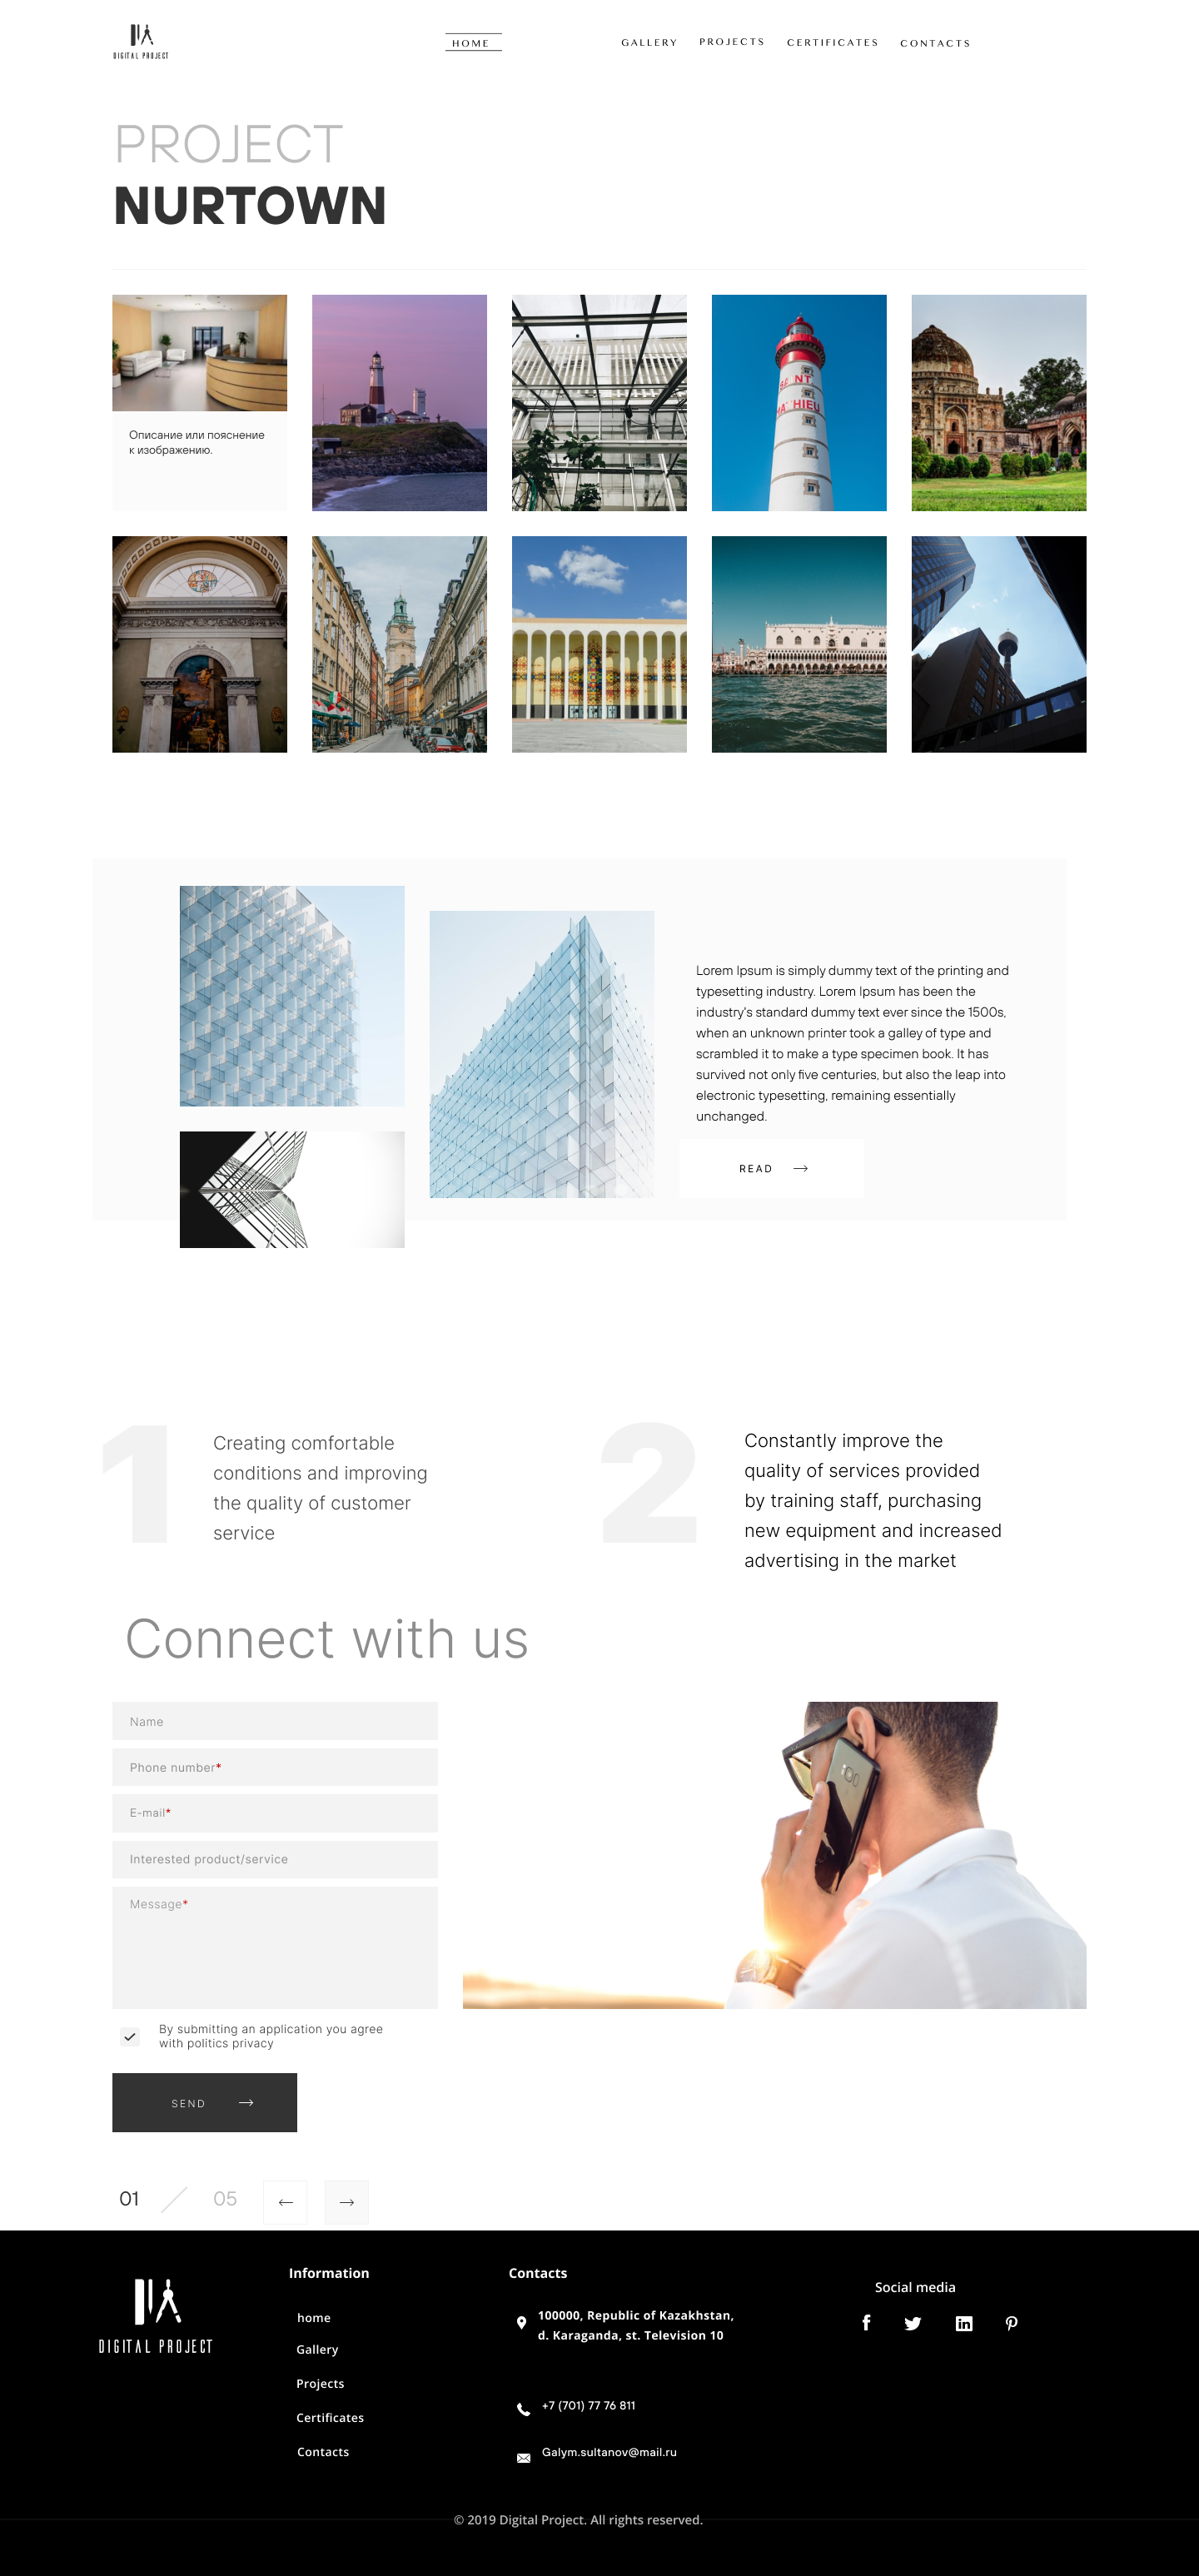 DIGITAL PROJECT
HOME
GALLERY
PROJECTS
CERTIFICATES
CONTACTS
PROJECT
NURTOWN
Описание или пояснение
к изображению.
Lorem Ipsum is simply dummy text of the printing and
typesetting industry. Lorem Ipsum has been the
industry's standard dummy text ever since the 1500s,
when an unknown printer took a galley of type and
scrambled it to make a type specimen book. It has
survived not only five centuries, but also the leap into
electronic typesetting, remaining essentially
unchanged.
READ
1
Creating comfortable
conditions and improving
the quality of customer
service
2
Constantly improve the
quality of services provided
by training staff, purchasing
new equipment and increased
advertising in the market
Connect with us
Name
Phone number*
E-mail*
Interested product/service
Message*
By submitting an application you agree
with politics privacy
SEND
01
05
DIGITAL PROJECT
Information
home
Gallery
Projects
Certificates
Contacts
Contacts
100000, Republic of Kazakhstan,
d. Karaganda, st. Television 10
+7 (701) 77 76 811
Galym.sultanov@mail.ru
Social media
© 2019 Digital Project. All rights reserved.